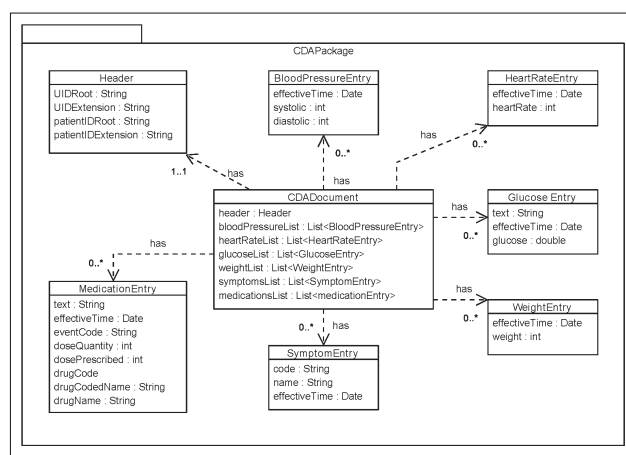 CDAPackage
Header
UIDRoot : String
UIDExtension : String
patientIDRoot : String
patientIDExtension : String
BloodPressureEntry
effectiveTime : Date
systolic : int
diastolic : int
HeartRateEntry
effectiveTime : Date
heartRate : int
1..1
has
0..*
has
has
0..*
CDADocument
header : Header
bloodPressureList : List<BloodPressureEntry>
heartRateList : List<HeartRateEntry>
glucoseList : List<GlucoseEntry>
weightList : List<WeightEntry>
symptomsList : List<SymptomEntry>
medicationsList : List<medicationEntry>
has
0..*
Glucose Entry
text : String
effectiveTime : Date
glucose : double
has
0..*
MedicationEntry
text : String
effectiveTime : Date
eventCode : String
doseQuantity : int
dosePrescribed : int
drugCode
drugCodedName : String
drugName : String
0..*
has
SymptomEntry
code : String
name : String
effectiveTime : Date
has
0..*
WeightEntry
effectiveTime : Date
weight : int